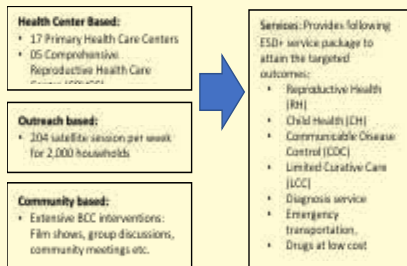 Health Center Based:
• 17 Primary Health Care Centers
• 05 Comprehensive
Reproductive Health Care
Outreach based:
• 204 satellite session per week
for 2,000 households
Community based:
• Extensive BCC interventions:
Film shows, group discussions,
community meetings etc.
Services: Provides following
ESD+ service package to
attain the targeted
outcomes:
• Reproductive Health
(RH)
• Child Health (CH)
• Communicable Disease
Control (CDC)
• Limited Curative Care
(LCC)
• Diagnosis service
• Emergency
transportation,
• Drugs at low cost